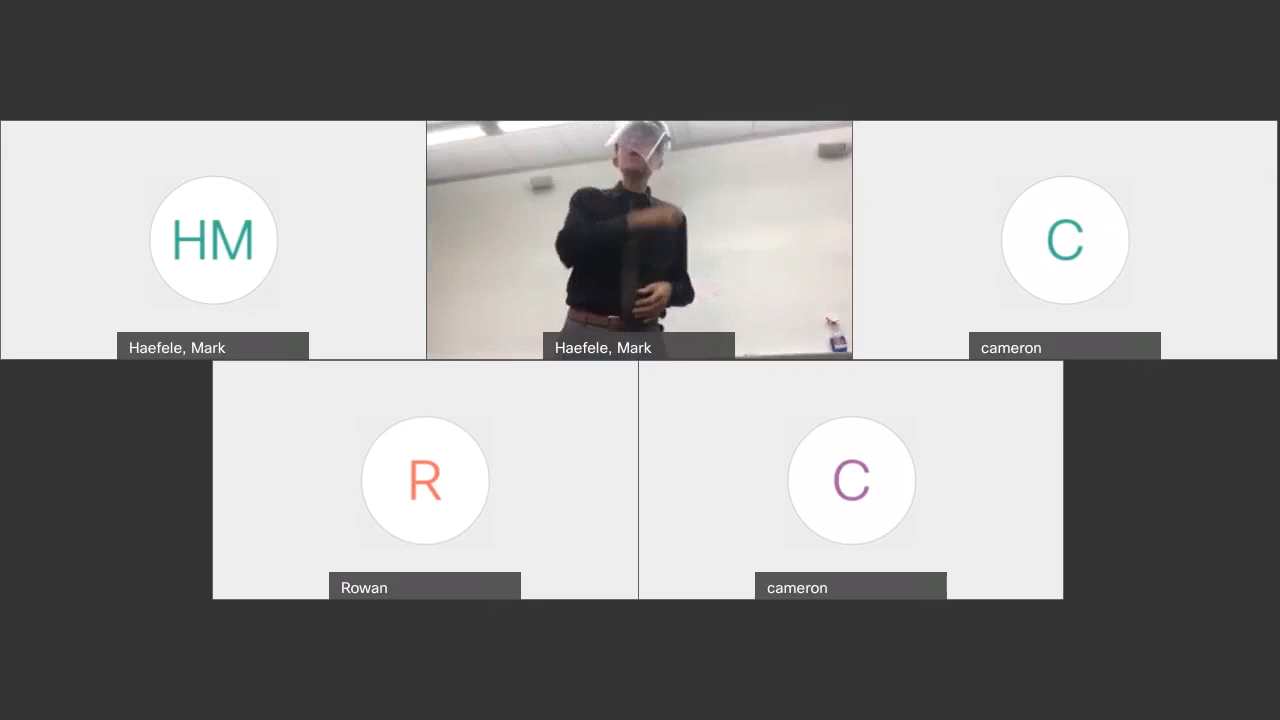 HM
Haefele, Mark
Haefele, Mark
C
cameron
R
Rowan
C
cameron